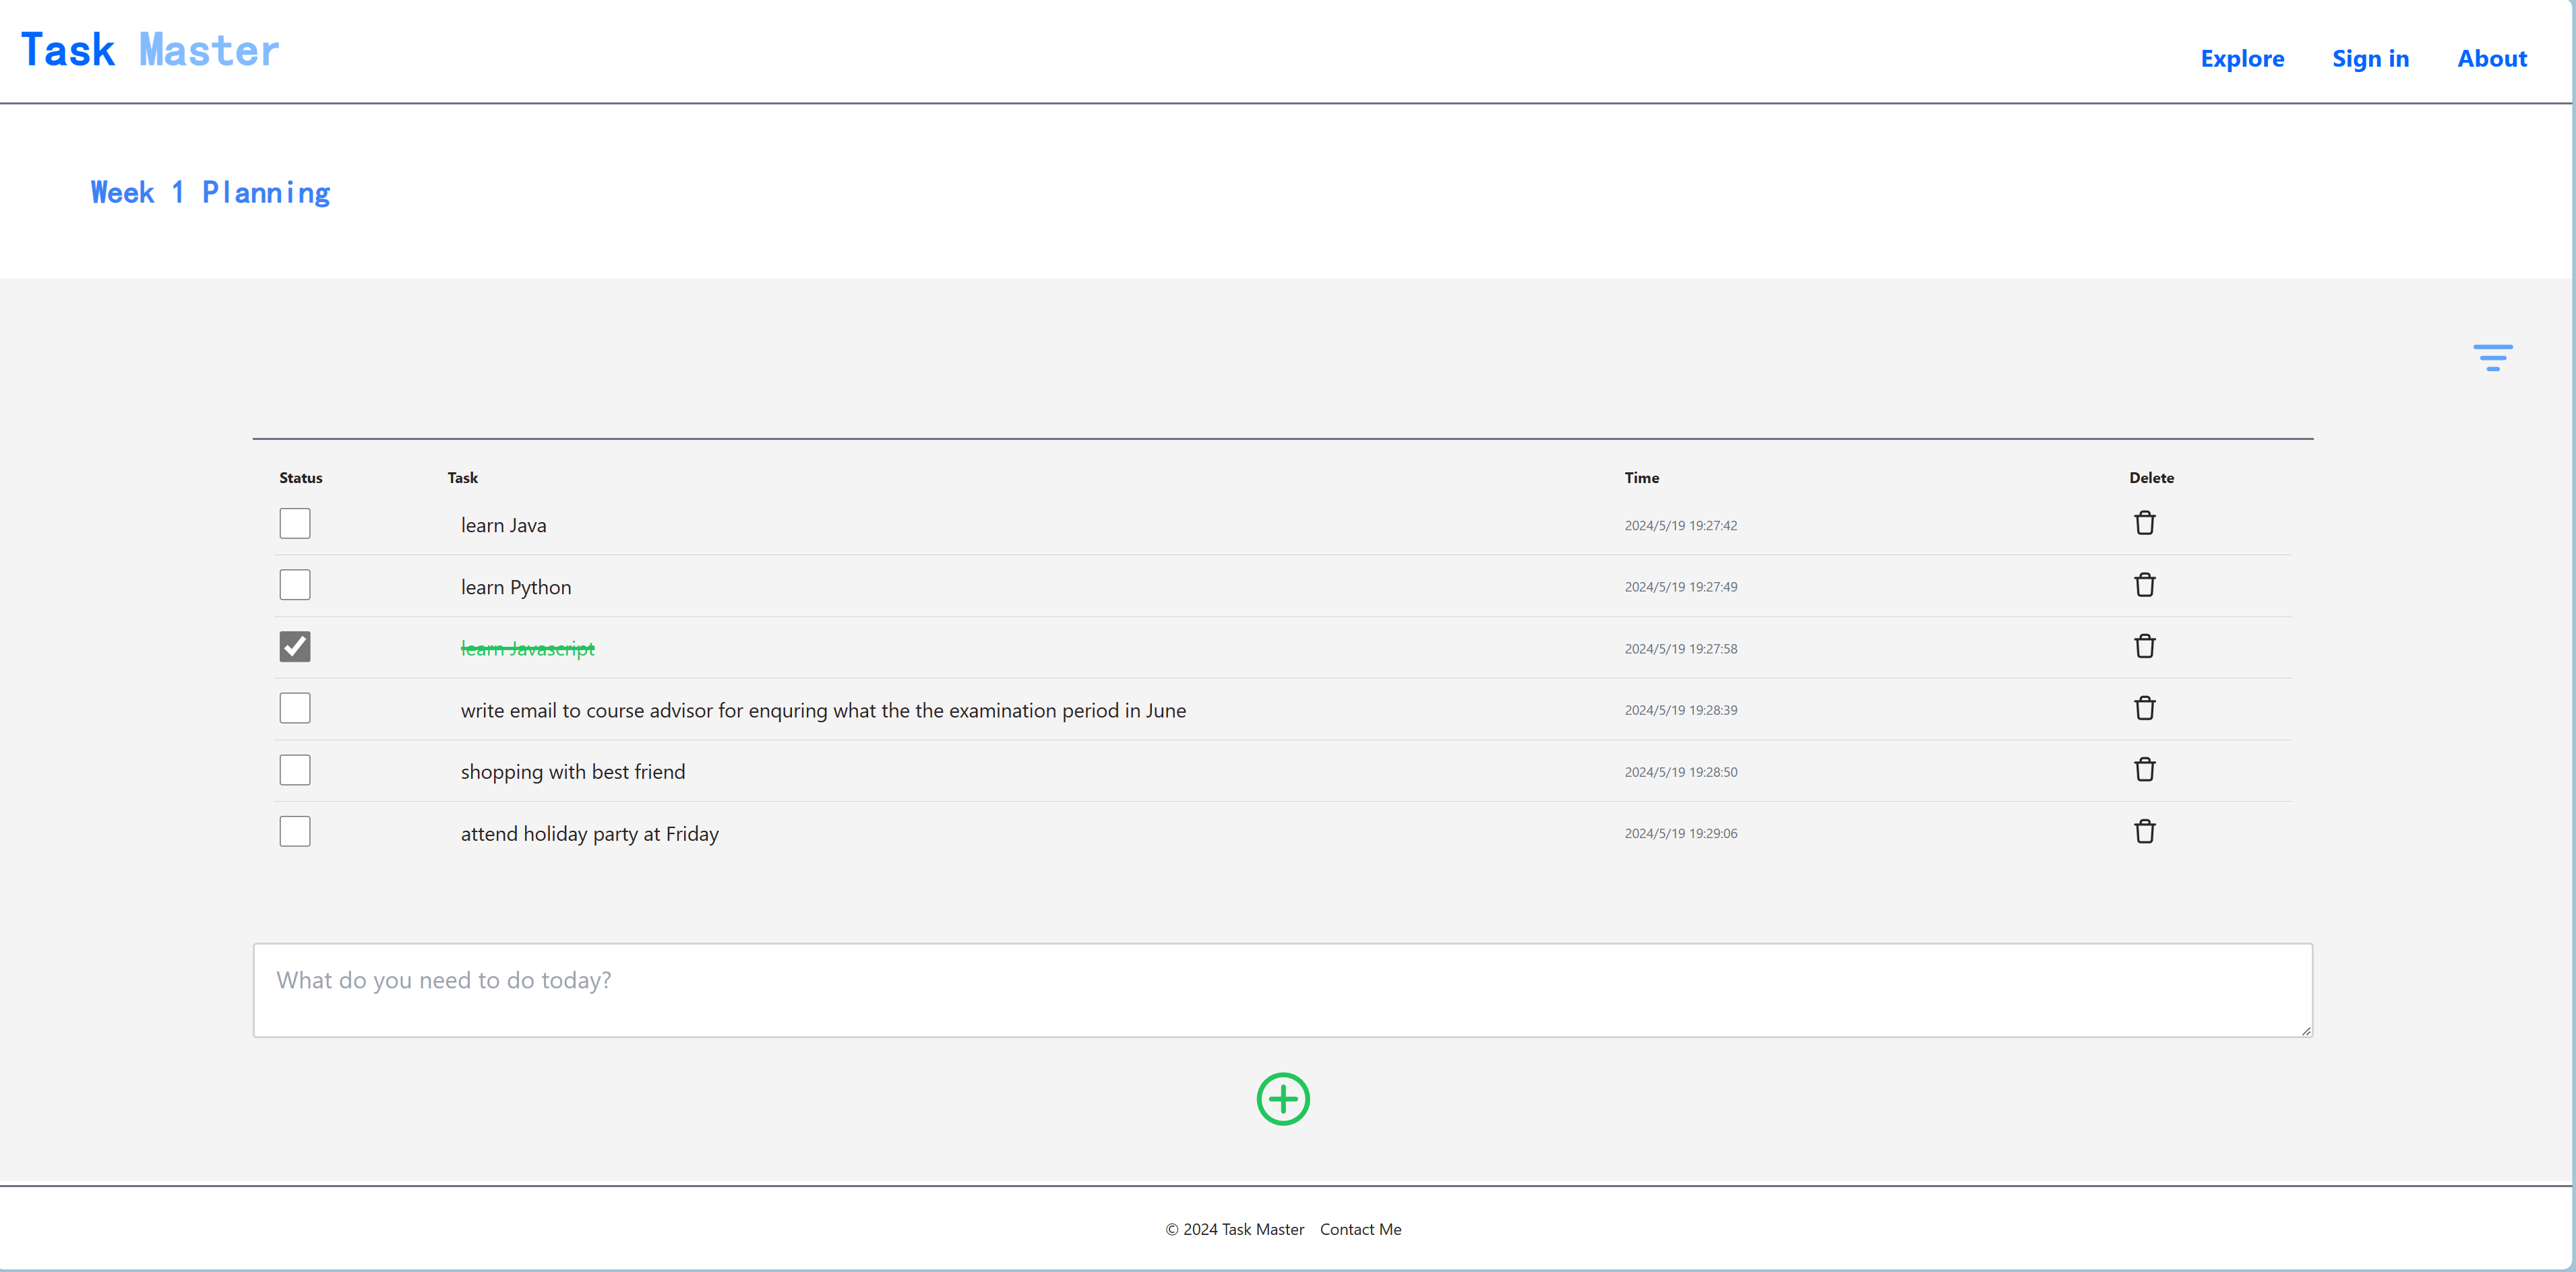 Task Master
Explore Sign in About
Week 1 Planning
Status Task Time Delete
learn Java 2024/5/19 19:27:42
learn Python 2024/5/19 19:27:49
learn Javascript 2024/5/19 19:27:58
write email to course advisor for enquring what the the examination period in June 2024/5/19 19:28:39
shopping with best friend 2024/5/19 19:28:50
attend holiday party at Friday 2024/5/19 19:29:06
What do you need to do today?
© 2024 Task Master Contact Me